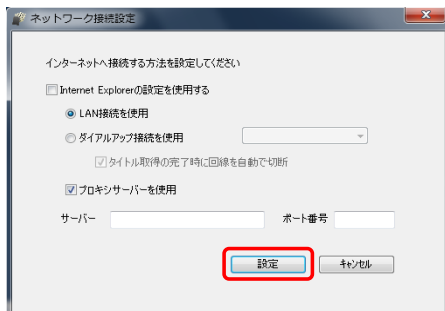 ネットワーク接続設定
インターネットへ接続する方法を設定してください
Internet Explorerの設定を使用する
LAN接続を使用
ダイアルアップ接続を使用
タイトル取得の完了時に回線を自動で切断
プロキシサーバーを使用
サーバー ポート番号
設定 キャンセル